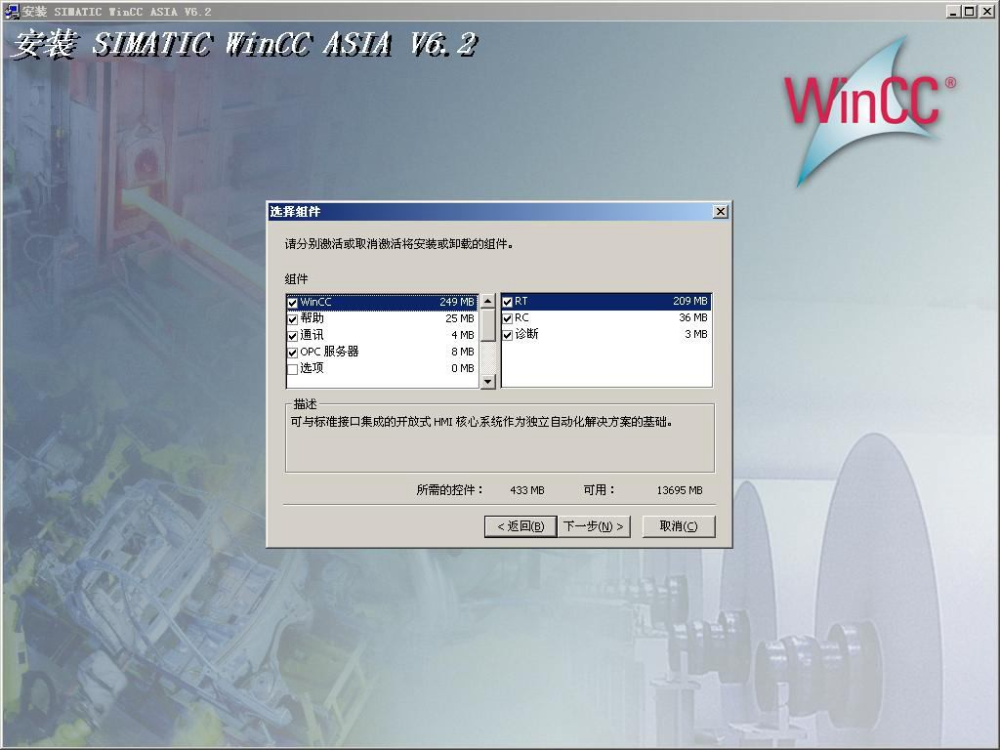 安装 SIMATIC WinCC ASIA V6.2
安装 SIMATIC WinCC ASIA V6.2
WinCC®
选择组件
请分别激活或取消激活将安装或卸载的组件。
组件
WinCC 249 MB RT 209 MB
帮助 25 MB RC 36 MB
通讯 4 MB 诊断 3 MB
OPC 服务器 8 MB
选项 0 MB
描述
可与标准接口集成的开放式 HMI 核心系统作为独立自动化解决方案的基础。
所需的控件： 433 MB 可用： 13695 MB
< 返回(B) 下一步(N) > 取消(C)